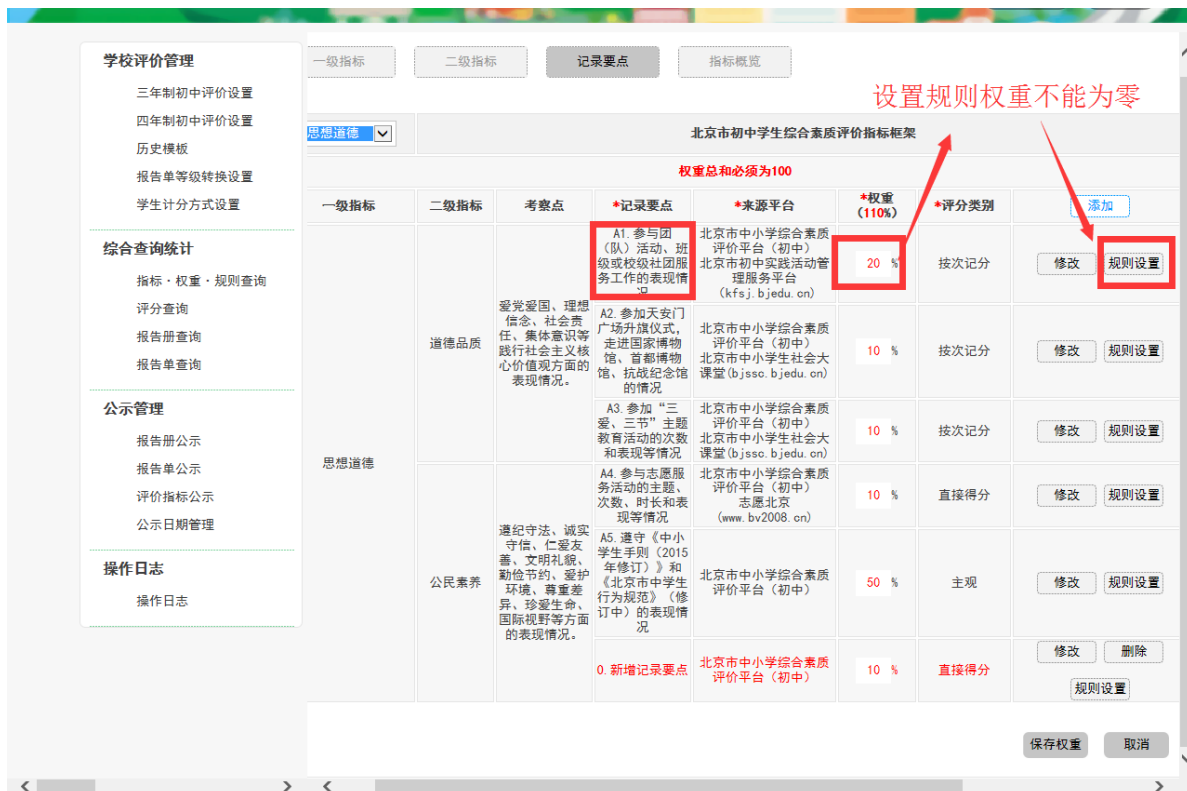 学校评价管理
三年制初中评价设置
四年制初中评价设置
历史模板
报告单等级转换设置
学生计分方式设置
综合查询统计
指标·权重·规则查询
评分查询
报告册查询
报告单查询
公示管理
报告册公示
报告单公示
评价指标公示
公示日期管理
操作日志
操作日志
一级指标
二级指标
记录要点
指标概览
设置规则权重不能为零
思想道德
北京市初中学生综合素质评价指标框架
权重总和必须为100
一级指标
二级指标
考察点
*记录要点
*来源平台
*权重
(110%)
*评分类别
添加
思想道德
道德品质
爱党爱国、理想
信念、社会责
任、集体意识等
践行社会主义核
心价值观方面的
表现情况。
A1. 参与团
（队）活动、班
级或校级社团服
务工作的表现情
况
北京市中小学综合素质
评价平台（初中）
北京市初中实践活动管
理服务平台
(kfsj.bjedu.cn)
20 %
按次记分
修改
规则设置
A2. 参加天安门
广场升旗仪式，
走进国家博物
馆、首都博物
馆、抗战纪念馆
的情况
北京市中小学综合素质
评价平台（初中）
北京市中小学生社会大
课堂(bjssc.bjedu.cn)
10 %
按次记分
修改
规则设置
A3. 参加“三
爱、三节”主题
教育活动的次数
和表现等情况
北京市中小学综合素质
评价平台（初中）
北京市中小学生社会大
课堂(bjssc.bjedu.cn)
10 %
按次记分
修改
规则设置
公民素养
遵纪守法、诚实
守信、仁爱友
善、文明礼貌、
勤俭节约、爱护
环境、尊重差
异、珍爱生命、
国际视野等方面
的表现情况。
A4. 参与志愿服
务活动的主题、
次数、时长和表
现等情况
北京市中小学综合素质
评价平台（初中）
志愿北京
(www.bv2008.cn)
10 %
直接得分
修改
规则设置
A5. 遵守《中小
学生手则（2015
年修订）》和
《北京市中学生
行为规范》（修
订中）的表现情
况
北京市中小学综合素质
评价平台（初中）
50 %
主观
修改
规则设置
0. 新增记录要点
北京市中小学综合素质
评价平台（初中）
10 %
直接得分
修改
删除
规则设置
保存权重
取消